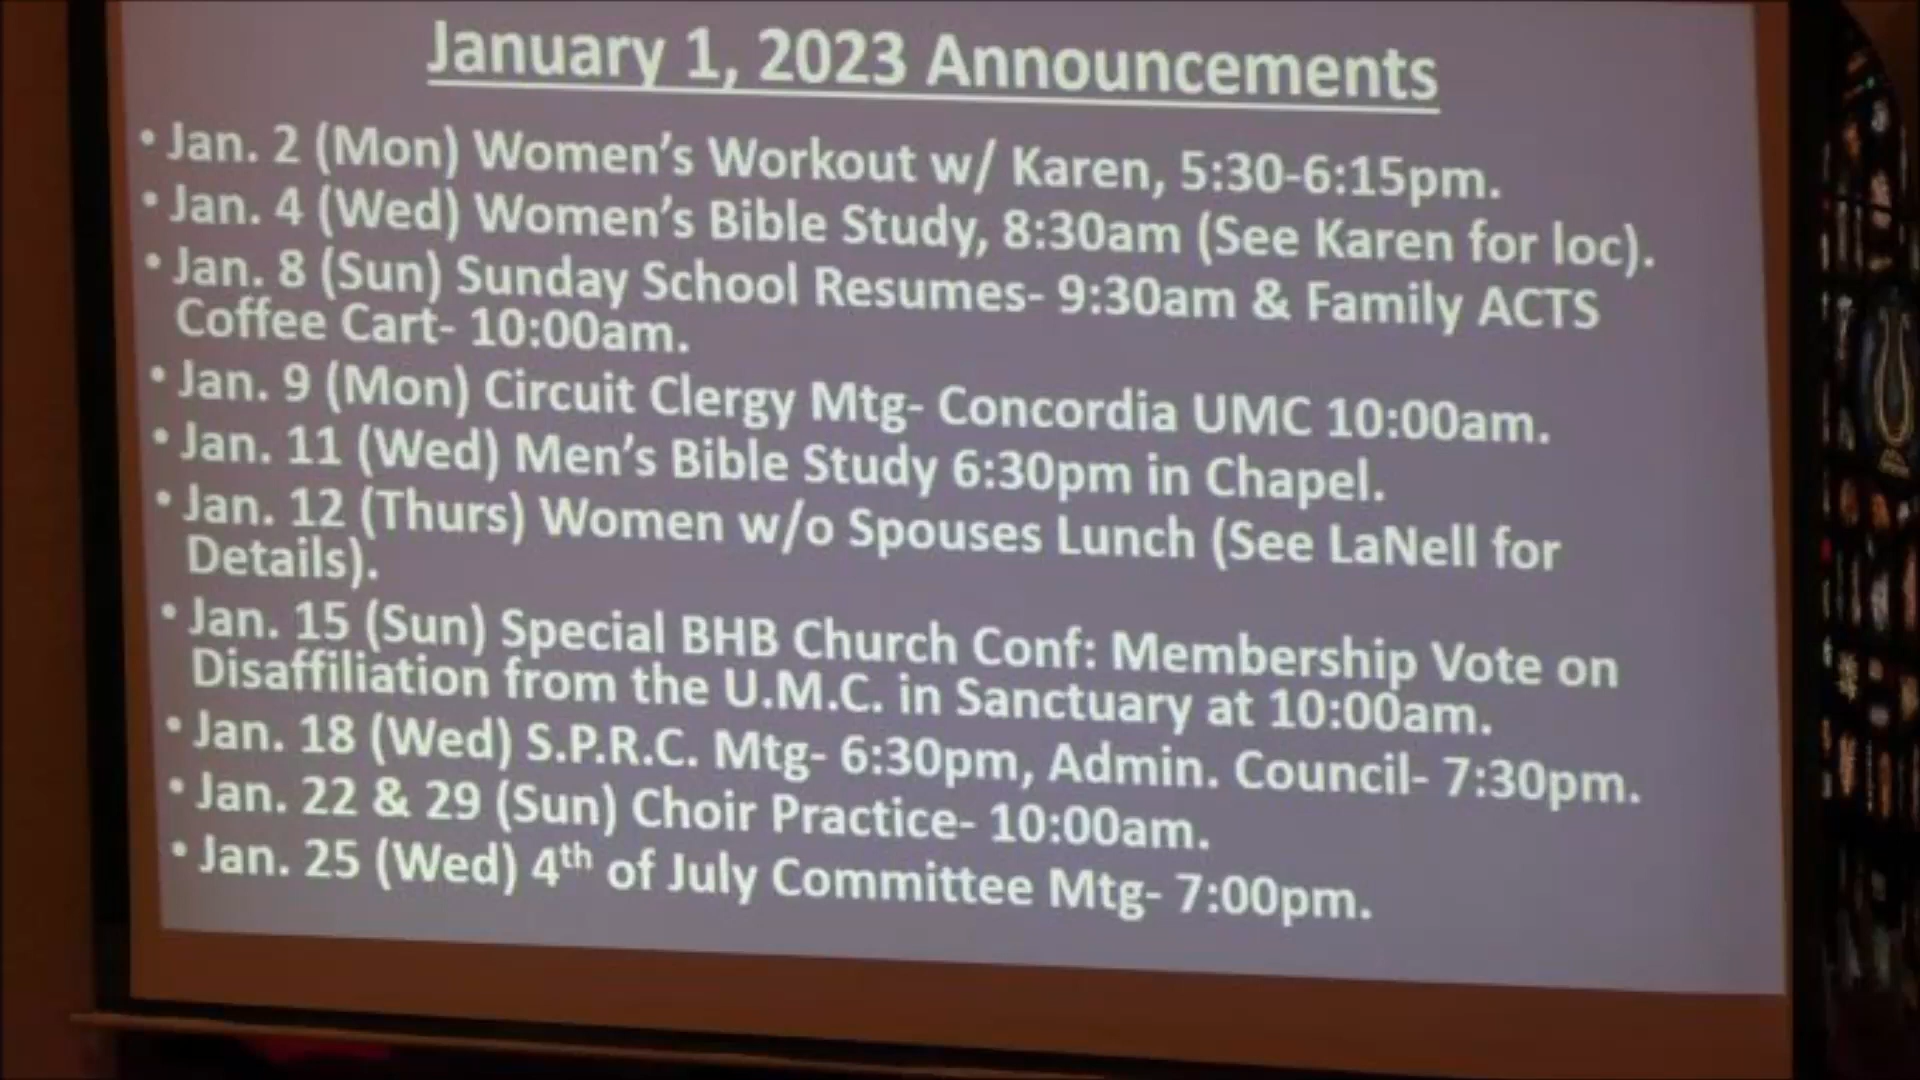 January 1, 2023 Announcements
• Jan. 2 (Mon) Women's Workout w/ Karen, 5:30-6:15pm.
• Jan. 4 (Wed) Women's Bible Study, 8:30am (See Karen for loc).
• Jan. 8 (Sun) Sunday School Resumes- 9:30am & Family ACTS
Coffee Cart- 10:00am.
• Jan. 9 (Mon) Circuit Clergy Mtg- Concordia UMC 10:00am.
• Jan. 11 (Wed) Men's Bible Study 6:30pm in Chapel.
• Jan. 12 (Thurs) Women w/o Spouses Lunch (See LaNell for
Details).
• Jan. 15 (Sun) Special BHB Church Conf: Membership Vote on
Disaffiliation from the U.M.C. in Sanctuary at 10:00am.
• Jan. 18 (Wed) S.P.R.C. Mtg- 6:30pm, Admin. Council- 7:30pm.
• Jan. 22 & 29 (Sun) Choir Practice- 10:00am.
• Jan. 25 (Wed) 4th of July Committee Mtg- 7:00pm.